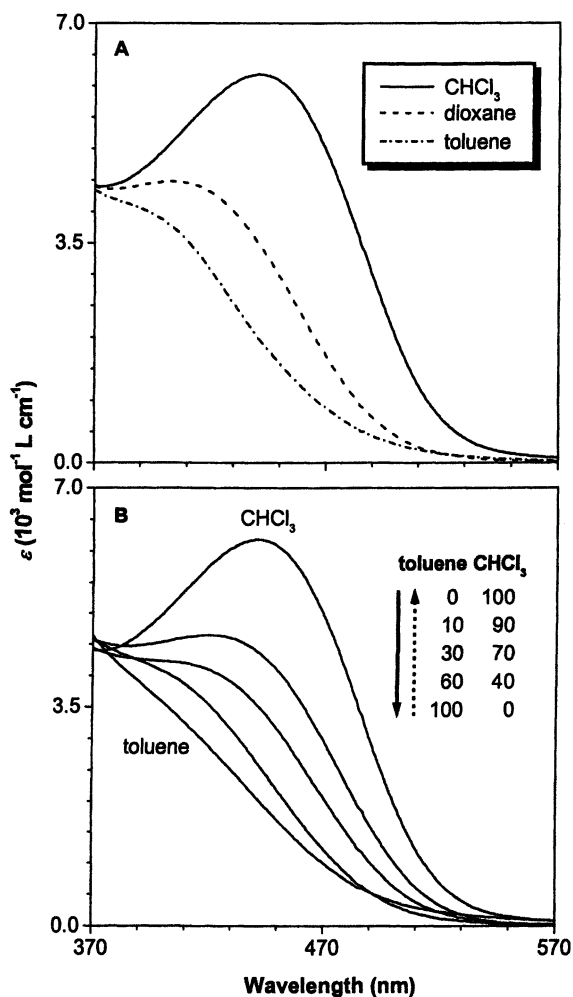 7.0
A
CHCl₃
dioxane
toluene
3.5
0.0
ε (10³ mol⁻¹ L cm⁻¹)
7.0
B
CHCl₃
toluene CHCl₃
0 100
10 90
30 70
60 40
100 0
3.5
toluene
0.0
370 470 570
Wavelength (nm)